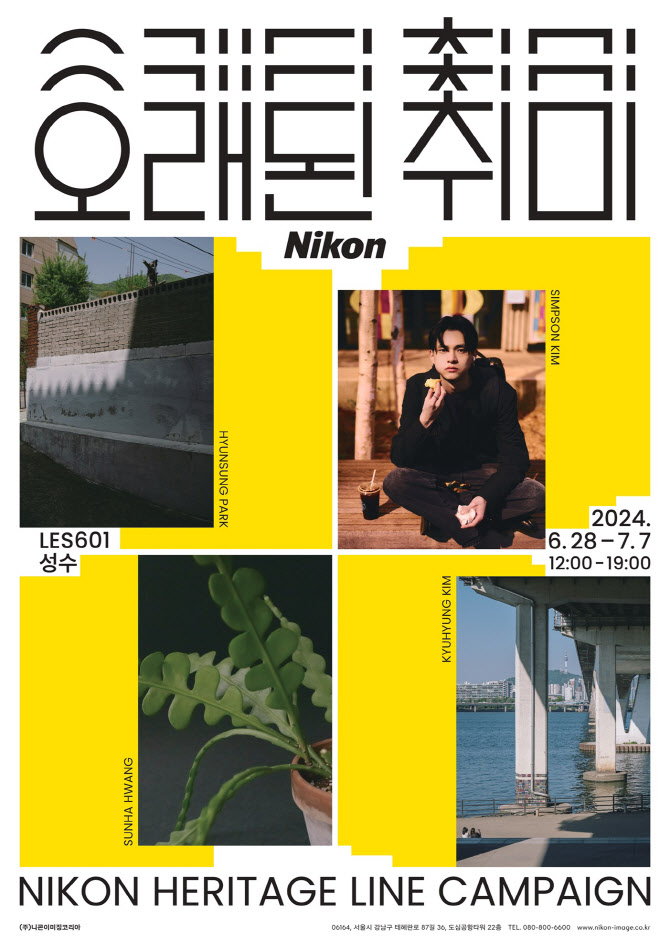 오래된 취미
Nikon
SIMPSON KIM
HYUNSUNG PARK
LES601
성수
2024.
6.28–7.7
12:00–19:00
KYUHYUNG KIM
SUNHA HWANG
NIKON HERITAGE LINE CAMPAIGN
(주)니콘이미징코리아
06164, 서울시 강남구 테헤란로 87길 36, 도심공항타워 22층 TEL. 080-800-6600 www.nikon-image.co.kr